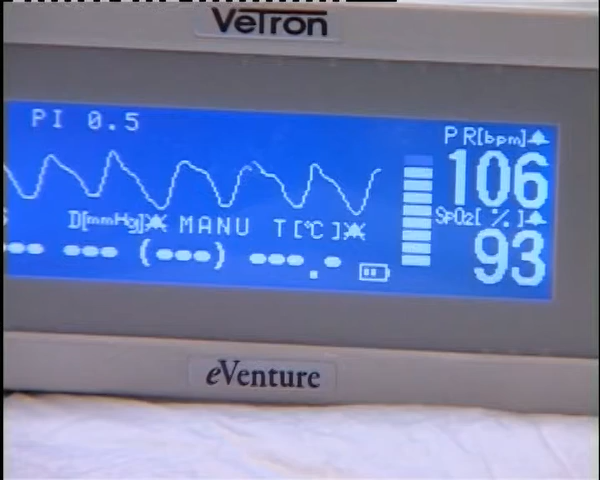 VeTron
PI 0.5
PR[bpm]
106
D[mmHg] MANU T[℃]
SpO2[%]
--- (---) ---.-
93
eVenture